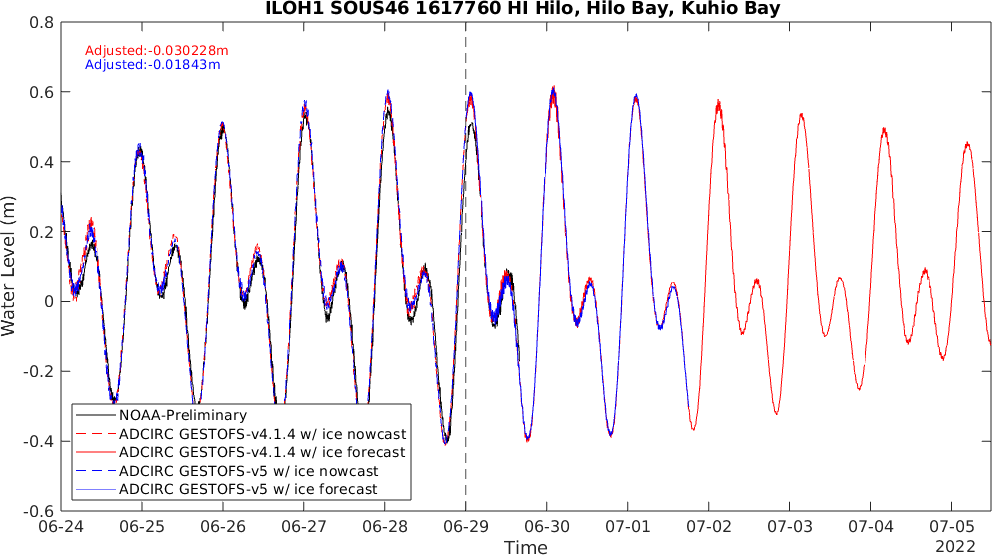 ILOH1 SOUS46 1617760 HI Hilo, Hilo Bay, Kuhio Bay
Adjusted:-0.030228m
Adjusted:-0.01843m
0.8
0.6
0.4
0.2
0
-0.2
-0.4
-0.6
Water Level (m)
NOAA-Preliminary
ADCIRC GESTOFS-v4.1.4 w/ ice nowcast
ADCIRC GESTOFS-v4.1.4 w/ ice forecast
ADCIRC GESTOFS-v5 w/ ice nowcast
ADCIRC GESTOFS-v5 w/ ice forecast
06-24 06-25 06-26 06-27 06-28 06-29 06-30 07-01 07-02 07-03 07-04 07-05
Time
2022